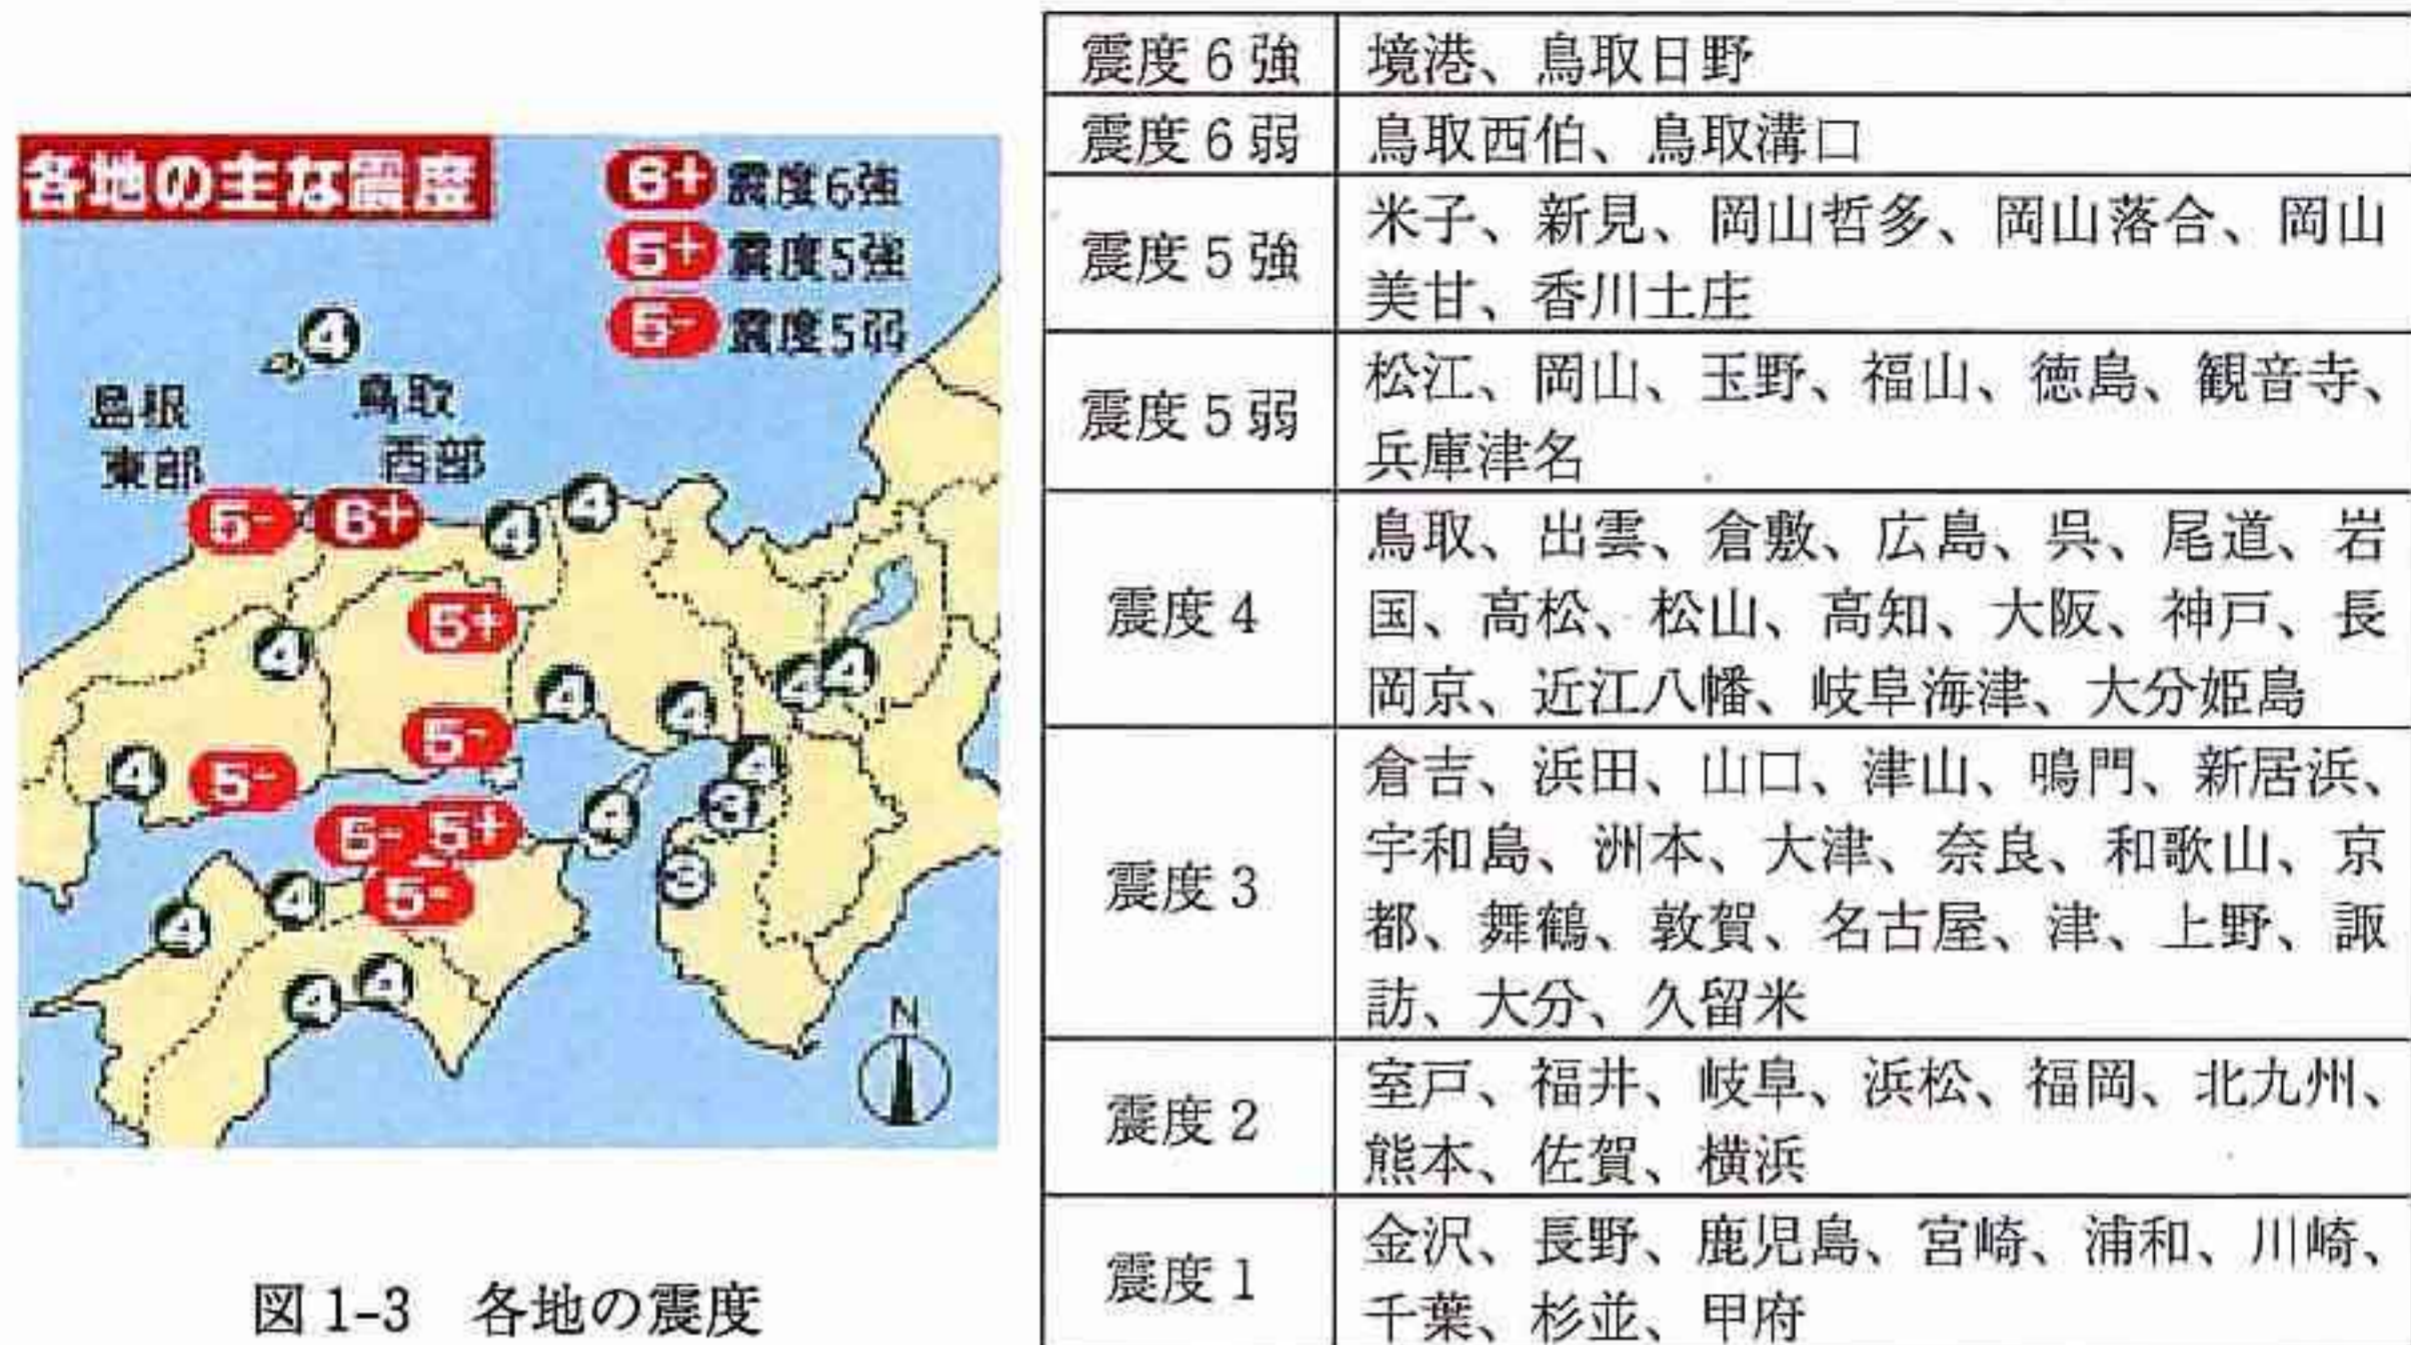 各地の主な震度
6+ 震度6強
5+ 震度5強
5- 震度5弱
4
島根
東部
鳥取
西部
5-
6+
4
4
5+
4
4
4
4
4
5-
4
5-
4
3
4
5-
5+
3
5-
4
4
4
4
N
図1-3 各地の震度
震度6強 境港、鳥取日野
震度6弱 鳥取西伯、鳥取溝口
震度5強 米子、新見、岡山哲多、岡山落合、岡山
美甘、香川土庄
震度5弱 松江、岡山、玉野、福山、徳島、観音寺、
兵庫津名
震度4 鳥取、出雲、倉敷、広島、呉、尾道、岩
国、高松、松山、高知、大阪、神戸、長
岡京、近江八幡、岐阜海津、大分姫島
震度3 倉吉、浜田、山口、津山、鳴門、新居浜、
宇和島、洲本、大津、奈良、和歌山、京
都、舞鶴、敦賀、名古屋、津、上野、諏
訪、大分、久留米
震度2 室戸、福井、岐阜、浜松、福岡、北九州、
熊本、佐賀、横浜
震度1 金沢、長野、鹿児島、宮崎、浦和、川崎、
千葉、杉並、甲府